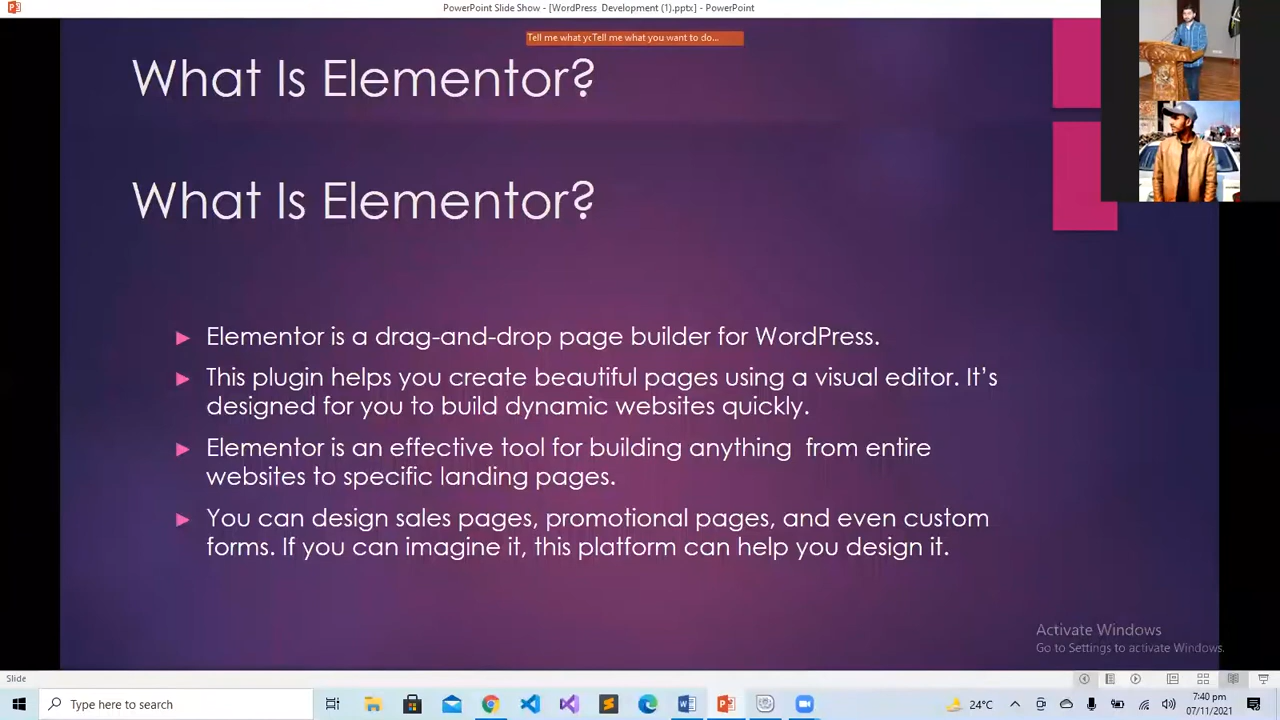 PowerPoint Slide Show - [WordPress Development (1).pptx] - PowerPoint
Tell me what yoTell me what you want to do...
What Is Elementor?
What Is Elementor?
Elementor is a drag-and-drop page builder for WordPress.
This plugin helps you create beautiful pages using a visual editor. It’s
designed for you to build dynamic websites quickly.
Elementor is an effective tool for building anything from entire
websites to specific landing pages.
You can design sales pages, promotional pages, and even custom
forms. If you can imagine it, this platform can help you design it.
Activate Windows
Go to Settings to activate Windows.
Slide
Type here to search
24°C
7:40 pm
07/11/2021